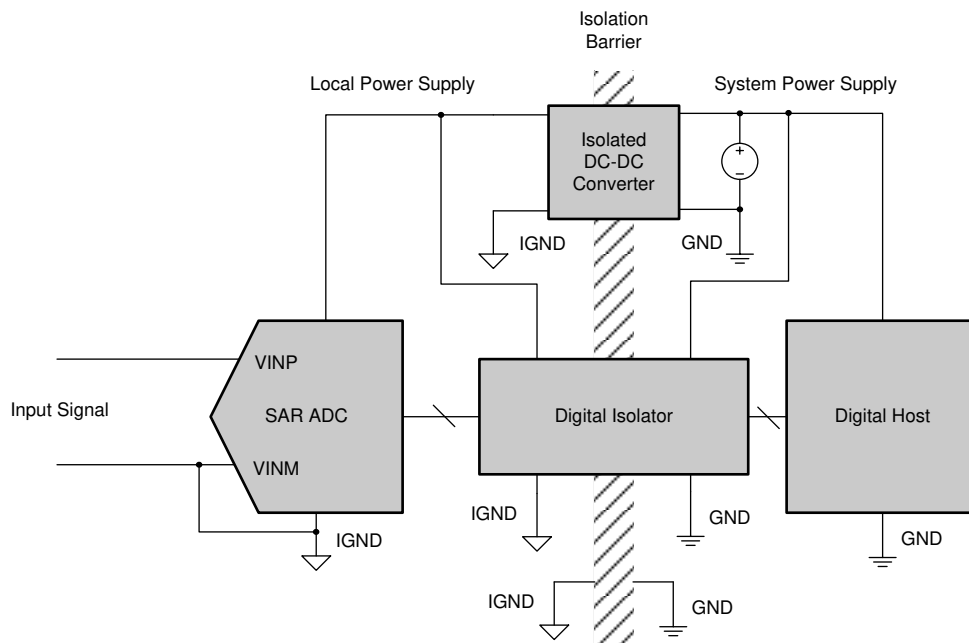 Isolation
Barrier
Local Power Supply
System Power Supply
Isolated
DC-DC
Converter
+
−
IGND
GND
VINP
Input Signal
SAR ADC
Digital Isolator
Digital Host
VINM
IGND
IGND
GND
GND
IGND
GND